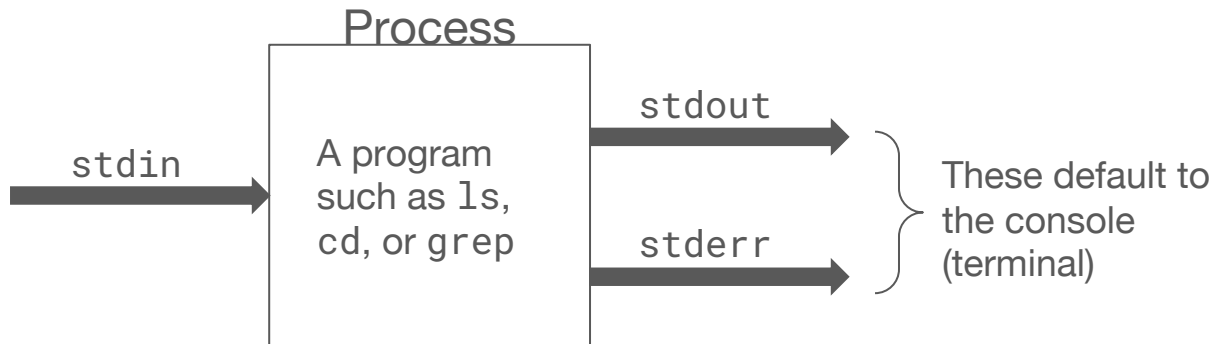 Process
stdin
A program
such as ls,
cd, or grep
stdout
stderr
These default to
the console
(terminal)